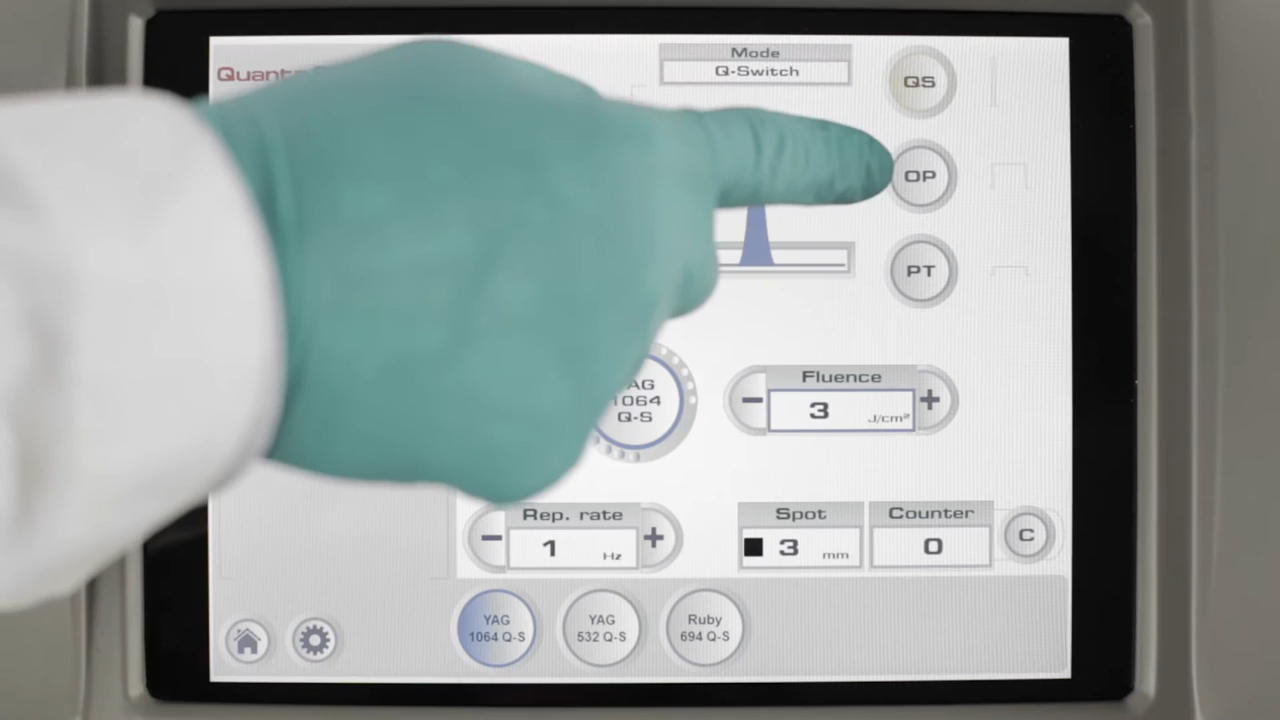 Mode
Q-Switch
QS
OP
PT
1064
Q-S
Fluence
3 J/cm²
Rep. rate
1 Hz
Spot
3 mm
Counter
0
C
YAG
1064 Q-S
YAG
532 Q-S
Ruby
694 Q-S